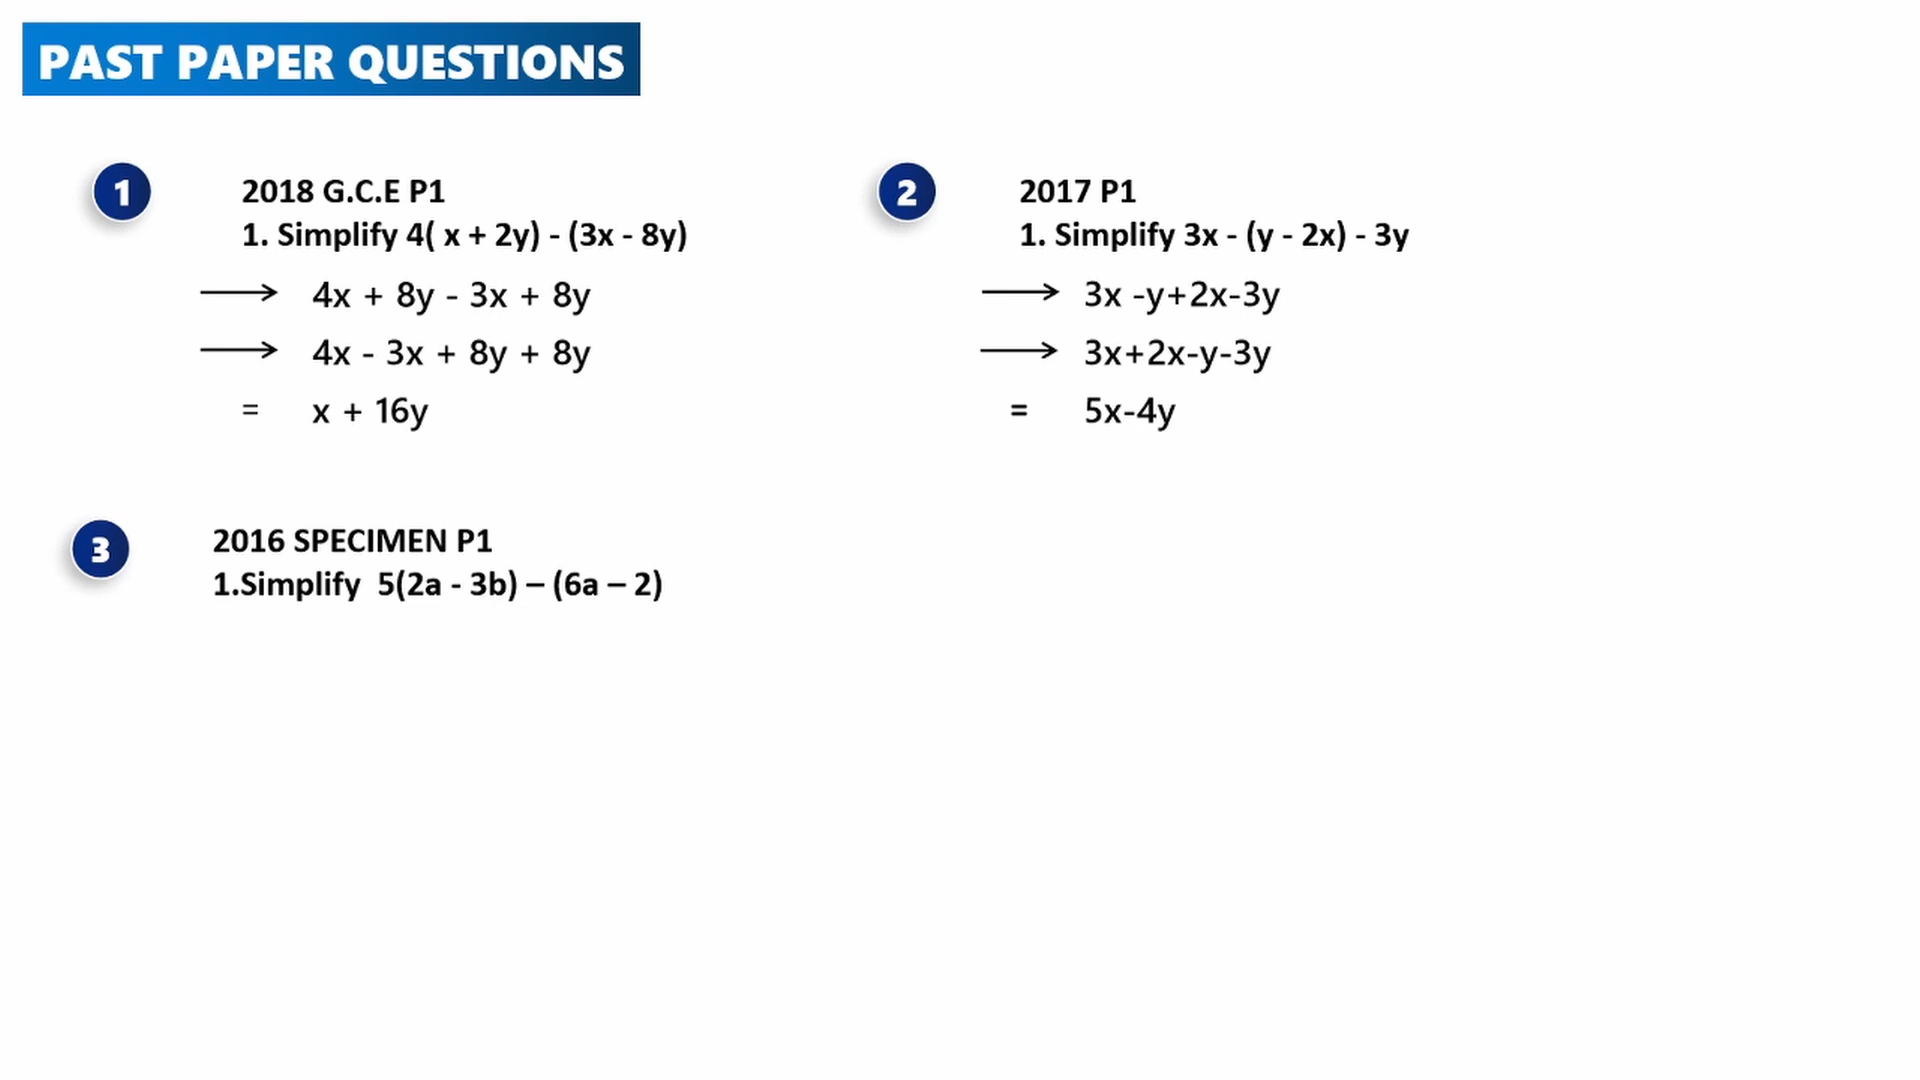 PAST PAPER QUESTIONS
1
2018 G.C.E P1
1. Simplify 4( x + 2y) - (3x - 8y)
4x + 8y - 3x + 8y
4x - 3x + 8y + 8y
= x + 16y
2
2017 P1
1. Simplify 3x - (y - 2x) - 3y
3x -y+2x-3y
3x+2x-y-3y
= 5x-4y
3
2016 SPECIMEN P1
1.Simplify 5(2a - 3b) – (6a – 2)